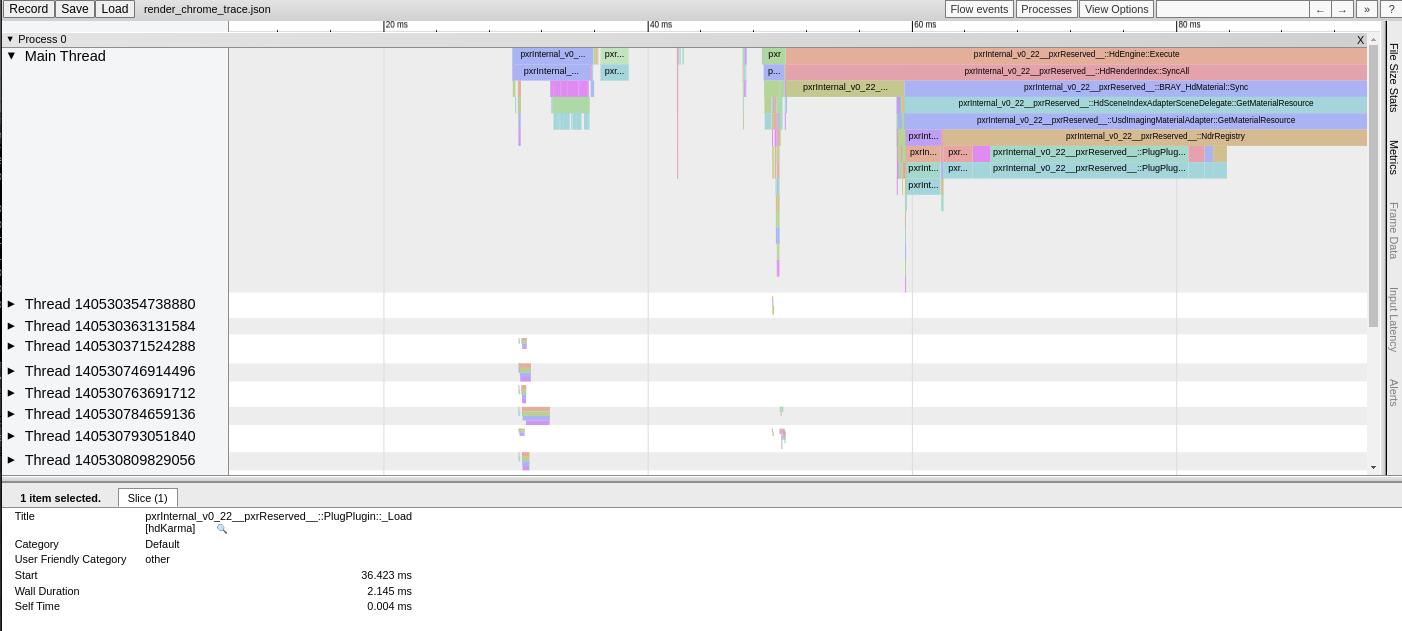 Record Save Load render_chrome_trace.json Flow events Processes View Options ← → » ?
20 ms 40 ms 60 ms 80 ms
▼ Process 0 X
▼ Main Thread
pxrInternal_v0_... pxr... pxr pxrInternal_v0_22__pxrReserved__::HdEngine::Execute
pxrInternal_... pxr... p... pxrInternal_v0_22__pxrReserved__::HdRenderIndex::SyncAll
pxrInternal_v0_22_... pxrInternal_v0_22__pxrReserved__::BRAY_HdMaterial::Sync
pxrInternal_v0_22__pxrReserved__::HdSceneIndexAdapterSceneDelegate::GetMaterialResource
pxrInternal_v0_22__pxrReserved__::UsdImagingMaterialAdapter::GetMaterialResource
pxrInt... pxrInternal_v0_22__pxrReserved__::NdrRegistry
pxrIn... pxr... pxrInternal_v0_22__pxrReserved__::PlugPlug...
pxrInt... pxr... pxrInternal_v0_22__pxrReserved__::PlugPlug...
pxrInt...
► Thread 140530354738880
► Thread 140530363131584
► Thread 140530371524288
► Thread 140530746914496
► Thread 140530763691712
► Thread 140530784659136
► Thread 140530793051840
► Thread 140530809829056
File Size Stats
Metrics
Frame Data
Input Latency
Alerts
1 item selected. Slice (1)
Title pxrInternal_v0_22__pxrReserved__::PlugPlugin::_Load
[hdKarma]
Category Default
User Friendly Category other
Start 36.423 ms
Wall Duration 2.145 ms
Self Time 0.004 ms